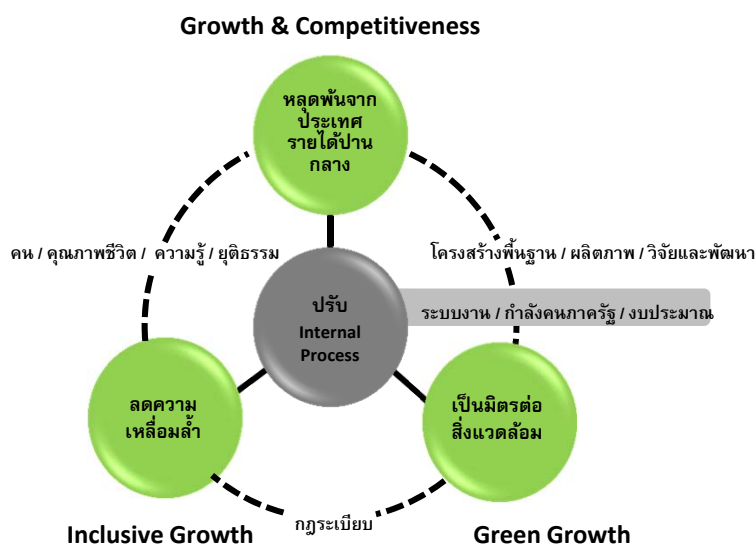 Growth & Competitiveness
หลุดพ้นจาก
ประเทศ
รายได้ปาน
กลาง
คน / คุณภาพชีวิต / ความรู้ / ยุติธรรม
โครงสร้างพื้นฐาน / ผลิตภาพ / วิจัยและพัฒนา
ปรับ
Internal
Process
ระบบงาน / กำลังคนภาครัฐ / งบประมาณ
ลดความ
เหลื่อมล้ำ
เป็นมิตรต่อ
สิ่งแวดล้อม
กฎระเบียบ
Inclusive Growth
Green Growth